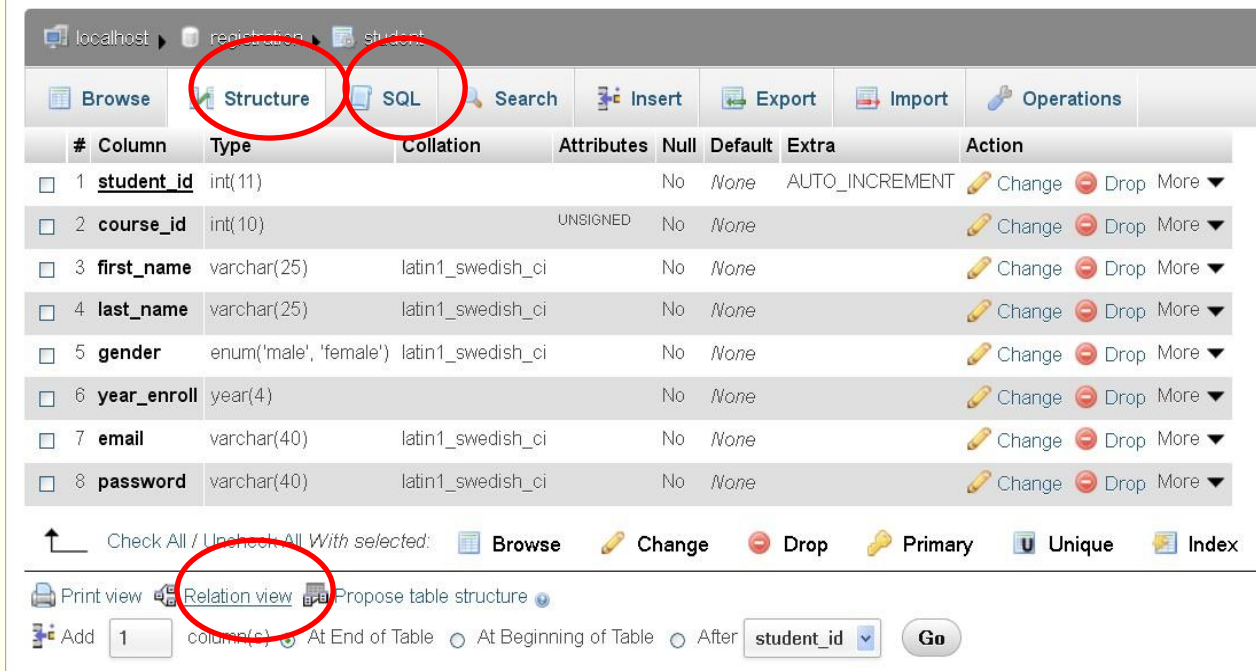 localhost ▶ registration ▶ student
Browse Structure SQL Search Insert Export Import Operations
# Column Type Collation Attributes Null Default Extra Action
1 student_id int(11) No None AUTO_INCREMENT Change Drop More ▼
2 course_id int(10) UNSIGNED No None Change Drop More ▼
3 first_name varchar(25) latin1_swedish_ci No None Change Drop More ▼
4 last_name varchar(25) latin1_swedish_ci No None Change Drop More ▼
5 gender enum('male', 'female') latin1_swedish_ci No None Change Drop More ▼
6 year_enroll year(4) No None Change Drop More ▼
7 email varchar(40) latin1_swedish_ci No None Change Drop More ▼
8 password varchar(40) latin1_swedish_ci No None Change Drop More ▼
Check All / Uncheck All With selected: Browse Change Drop Primary U Unique Index
Print view Relation view Propose table structure
Add 1 column(s) At End of Table At Beginning of Table After student_id Go